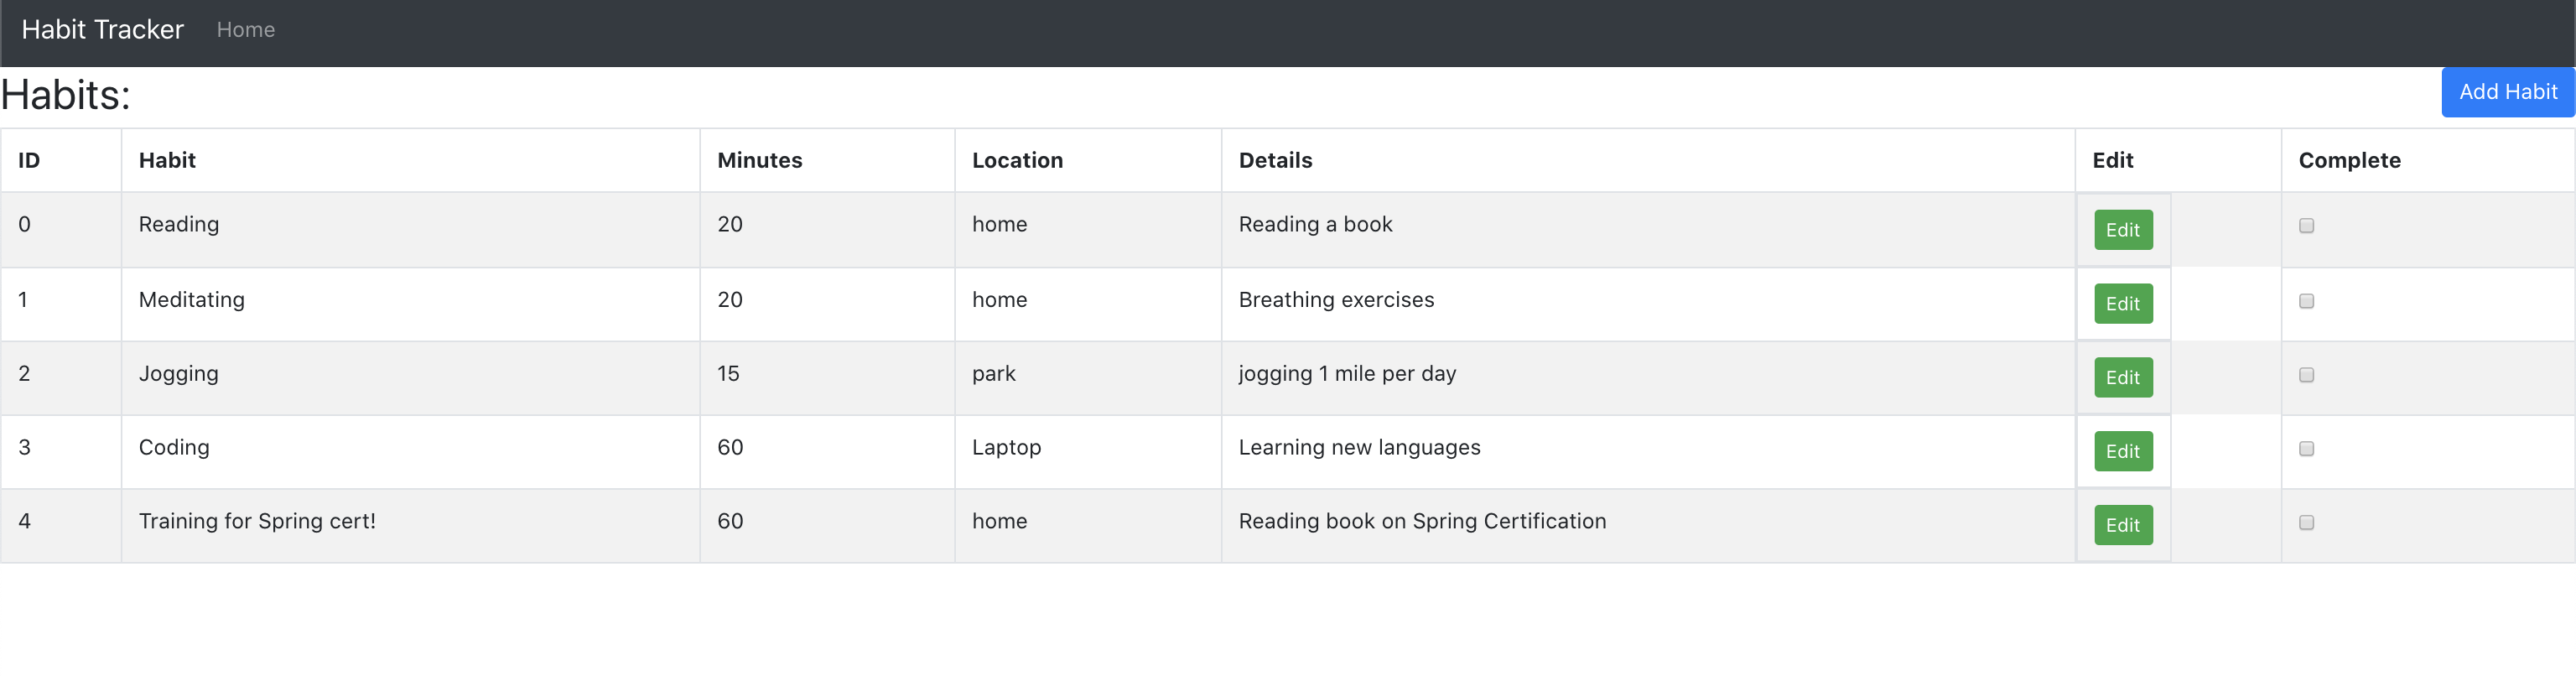 Habit Tracker Home
Habits: Add Habit
ID Habit Minutes Location Details Edit Complete
0 Reading 20 home Reading a book Edit
1 Meditating 20 home Breathing exercises Edit
2 Jogging 15 park jogging 1 mile per day Edit
3 Coding 60 Laptop Learning new languages Edit
4 Training for Spring cert! 60 home Reading book on Spring Certification Edit